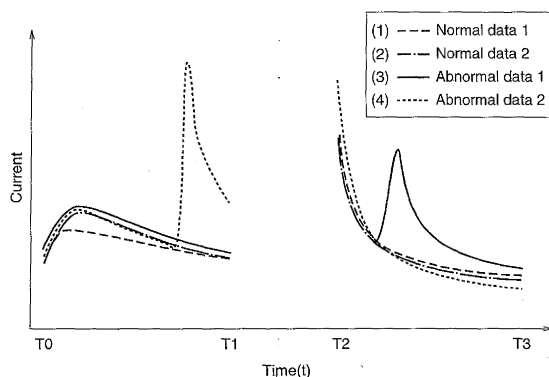 (1) Normal data 1
(2) Normal data 2
(3) Abnormal data 1
(4) Abnormal data 2
Current
T0 T1 T2 T3
Time(t)